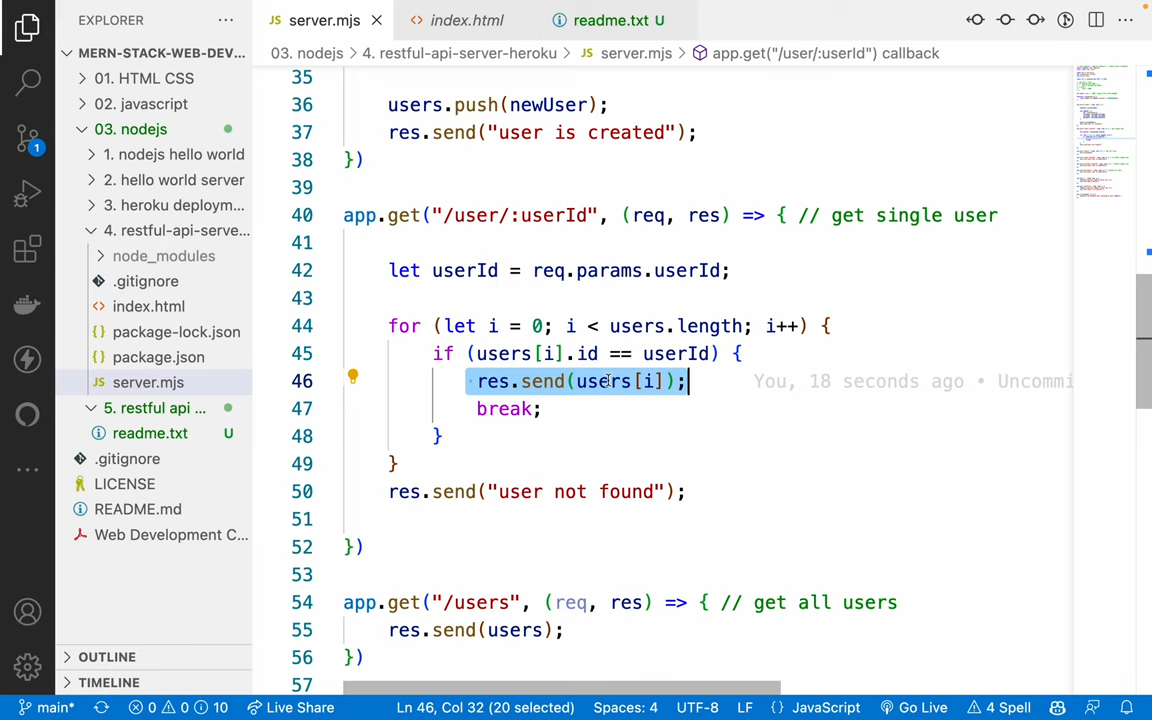 EXPLORER
server.mjs
index.html
readme.txt U
MERN-STACK-WEB-DEV...
03. nodejs > 4. restful-api-server-heroku > server.mjs > app.get("/user/:userId") callback
01. HTML CSS
02. javascript
03. nodejs
1. nodejs hello world
2. hello world server
3. heroku deploym...
4. restful-api-serve...
node_modules
.gitignore
index.html
package-lock.json
package.json
server.mjs
5. restful api ...
readme.txt U
.gitignore
LICENSE
README.md
Web Development C...
OUTLINE
TIMELINE
1
35
36 users.push(newUser);
37 res.send("user is created");
38 })
39
40 app.get("/user/:userId", (req, res) => { // get single user
41
42 let userId = req.params.userId;
43
44 for (let i = 0; i < users.length; i++) {
45 if (users[i].id == userId) {
46 res.send(users[i]); You, 18 seconds ago • Uncommi
47 break;
48 }
49 }
50 res.send("user not found");
51
52 })
53
54 app.get("/users", (req, res) => { // get all users
55 res.send(users);
56 })
57
main* 0 0 10 Live Share Ln 46, Col 32 (20 selected) Spaces: 4 UTF-8 LF {} JavaScript Go Live 4 Spell